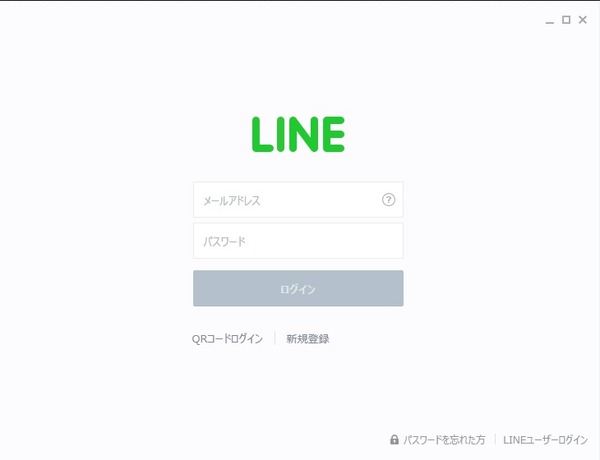 LINE
メールアドレス
パスワード
ログイン
QRコードログイン 新規登録
パスワードを忘れた方 LINEユーザーログイン